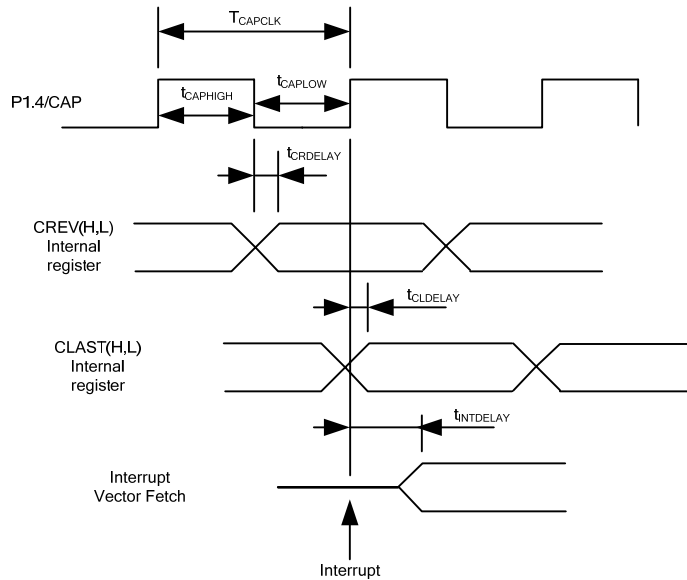 TCAPCLK
P1.4/CAP
tCAPHIGH
tCAPLOW
tCRDELAY
CREV(H,L)
Internal
register
tCLDELAY
CLAST(H,L)
Internal
register
tINTDELAY
Interrupt
Vector Fetch
Interrupt